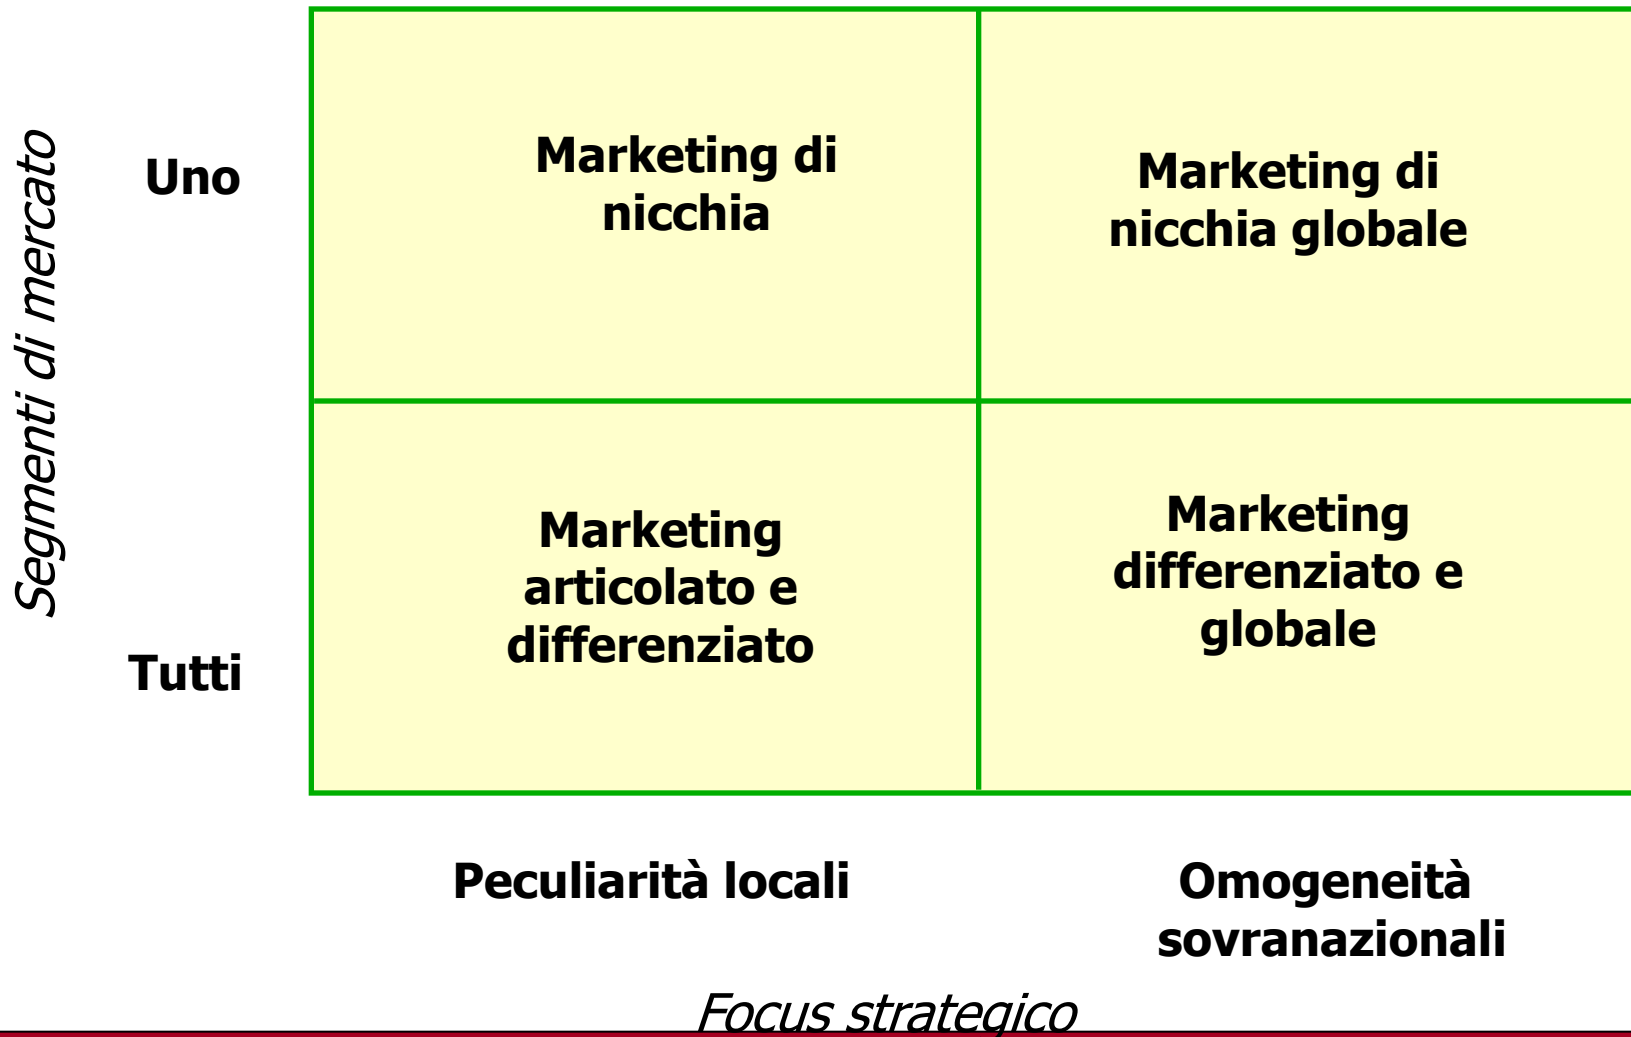 Segmenti di mercato
Uno
Marketing di
nicchia
Marketing di
nicchia globale
Tutti
Marketing
articolato e
differenziato
Marketing
differenziato e
globale
Peculiarità locali
Omogeneità
sovranazionali
Focus strategico